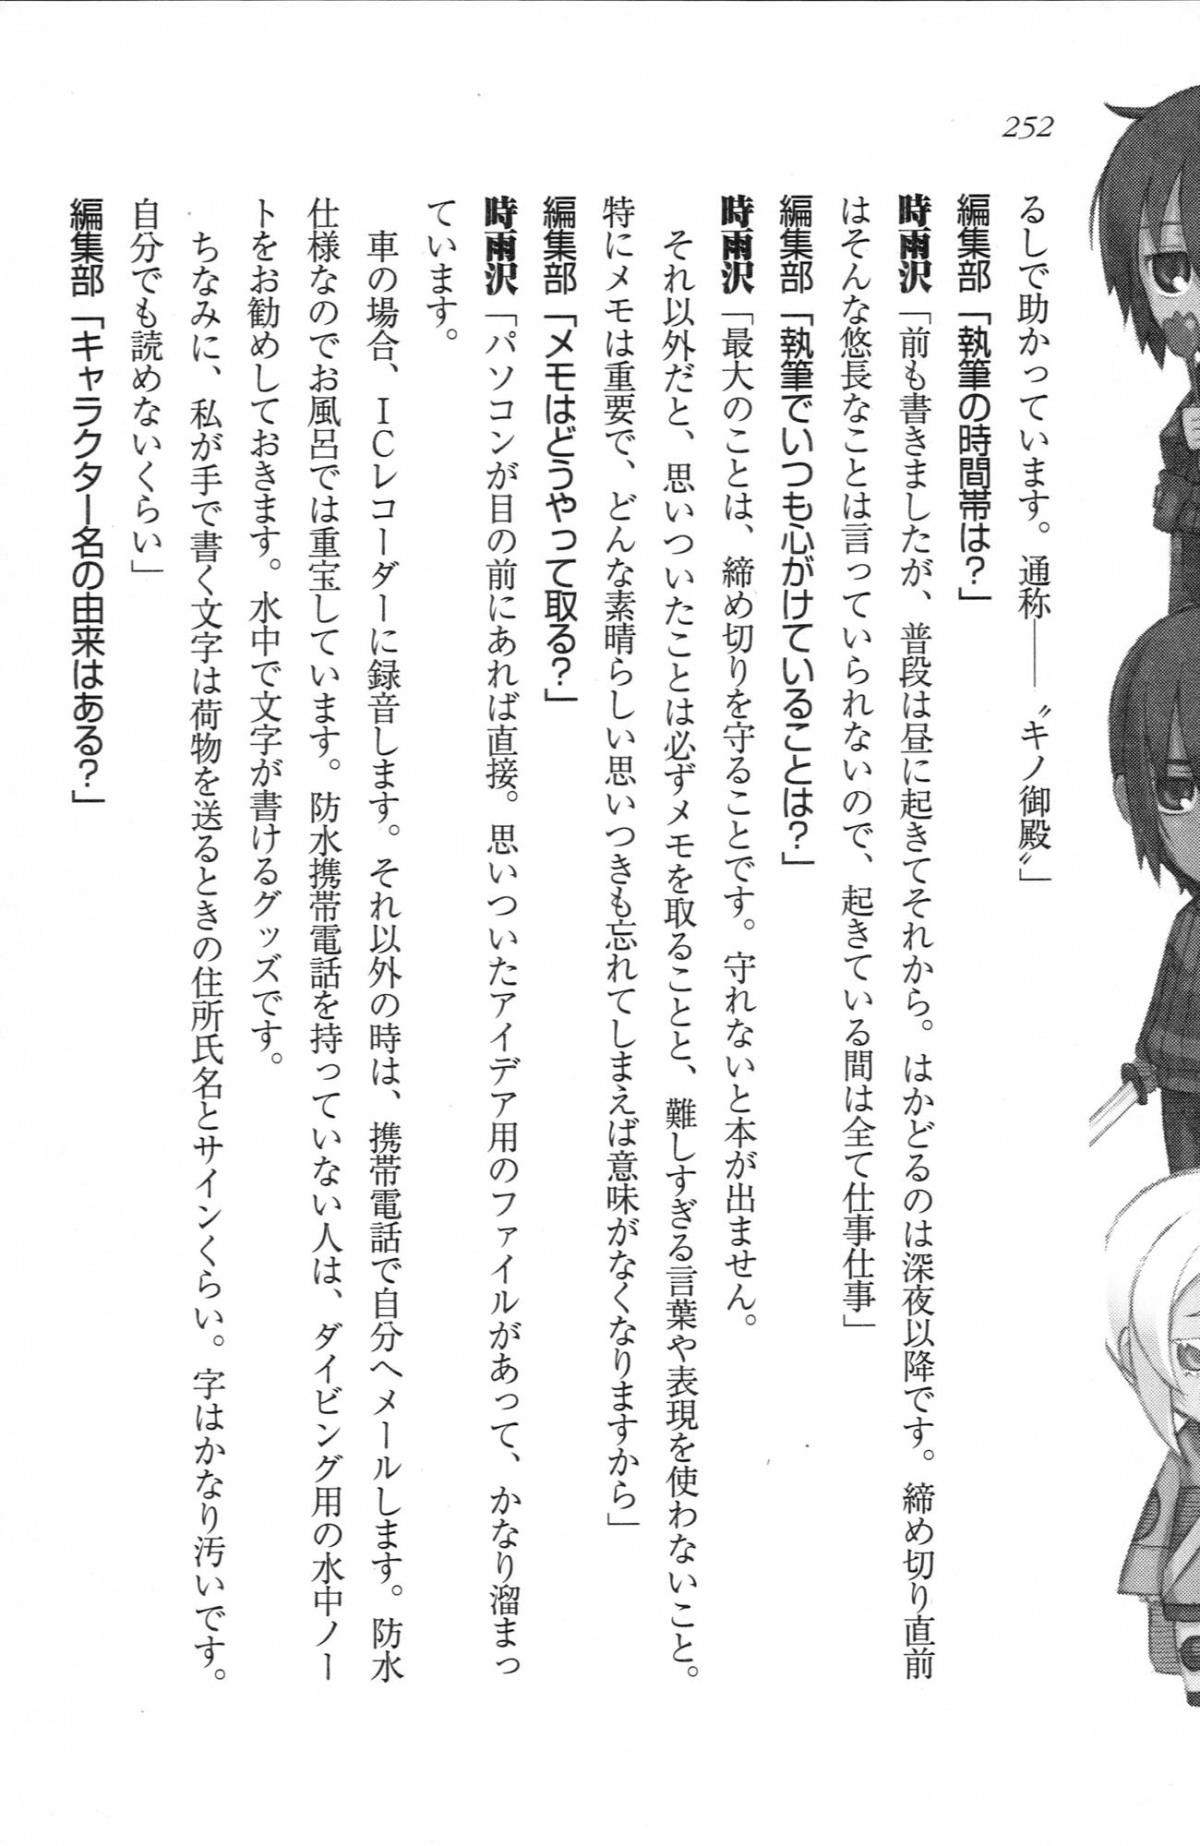 252
るしで助かっています。通称――〝キノ御殿〟」
編集部「執筆の時間帯は？」
時雨沢「前も書きましたが、普段は昼に起きてそれから。はかどるのは深夜以降です。締め切り直前
はそんな悠長なことは言っていられないので、起きている間は全て仕事仕事」
編集部「執筆でいつも心がけていることは？」
時雨沢「最大のことは、締め切りを守ることです。守れないと本が出ません。
　それ以外だと、思いついたことは必ずメモを取ることと、難しすぎる言葉や表現を使わないこと。
特にメモは重要で、どんな素晴らしい思いつきも忘れてしまえば意味がなくなりますから」
編集部「メモはどうやって取る？」
時雨沢「パソコンが目の前にあれば直接。思いついたアイデア用のファイルがあって、かなり溜まっ
ています。
　車の場合、ＩＣレコーダーに録音します。それ以外の時は、携帯電話で自分へメールします。防水
仕様なのでお風呂では重宝しています。防水携帯電話を持っていない人は、ダイビング用の水中ノー
トをお勧めしておきます。水中で文字が書けるグッズです。
　ちなみに、私が手で書く文字は荷物を送るときの住所氏名とサインくらい。字はかなり汚いです。
自分でも読めないくらい」
編集部「キャラクター名の由来はある？」